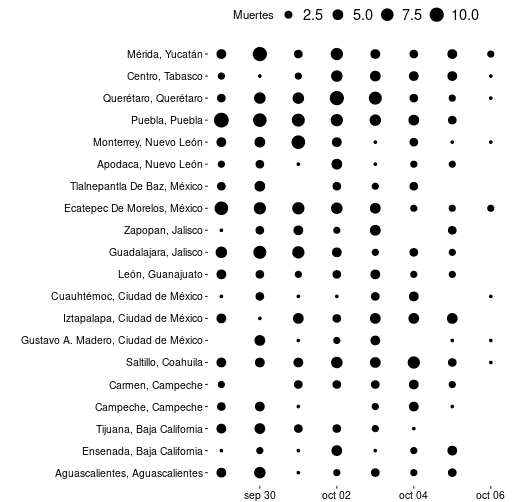 Muertes 2.5 5.0 7.5 10.0
Mérida, Yucatán
Centro, Tabasco
Querétaro, Querétaro
Puebla, Puebla
Monterrey, Nuevo León
Apodaca, Nuevo León
Tlalnepantla De Baz, México
Ecatepec De Morelos, México
Zapopan, Jalisco
Guadalajara, Jalisco
León, Guanajuato
Cuauhtémoc, Ciudad de México
Iztapalapa, Ciudad de México
Gustavo A. Madero, Ciudad de México
Saltillo, Coahuila
Carmen, Campeche
Campeche, Campeche
Tijuana, Baja California
Ensenada, Baja California
Aguascalientes, Aguascalientes
sep 30 oct 02 oct 04 oct 06